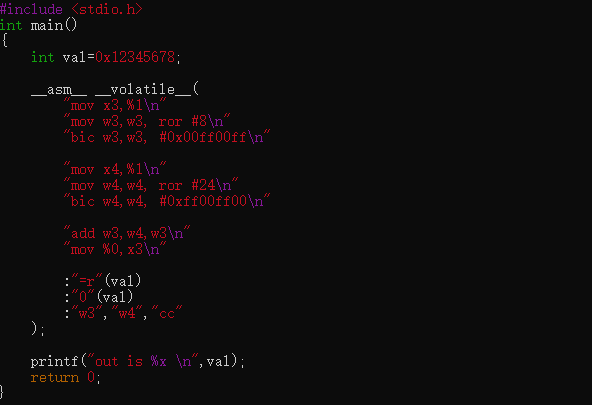 #include <stdio.h>
int main()
{
    int val=0x12345678;

    __asm__ __volatile__(
        "mov x3,%1\n"
        "mov w3,w3, ror #8\n"
        "bic w3,w3, #0x00ff00ff\n"

        "mov x4,%1\n"
        "mov w4,w4, ror #24\n"
        "bic w4,w4, #0xff00ff00\n"

        "add w3,w4,w3\n"
        "mov %0,x3\n"

        :"=r"(val)
        :"0"(val)
        :"w3","w4","cc"
    );

    printf("out is %x \n",val);
    return 0;
}